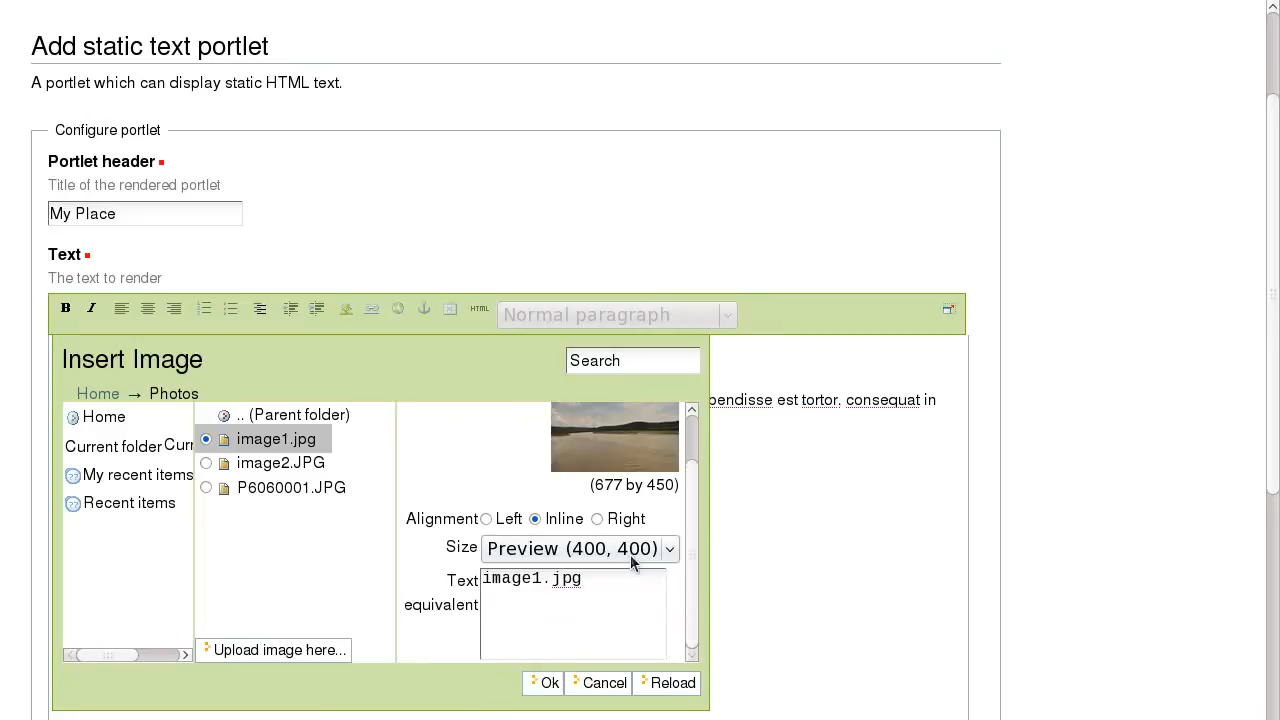 Add static text portlet
A portlet which can display static HTML text.
Configure portlet
Portlet header
Title of the rendered portlet
My Place
Text
The text to render
B I HTML Normal paragraph
Insert Image
Search
Home → Photos
pendisse est tortor. consequat in
Home
Current folder Curr
My recent items
Recent items
.. (Parent folder)
image1.jpg
image2.JPG
P6060001.JPG
Upload image here...
(677 by 450)
Alignment Left Inline Right
Size Preview (400, 400)
Text equivalent
image1.jpg
Ok Cancel Reload